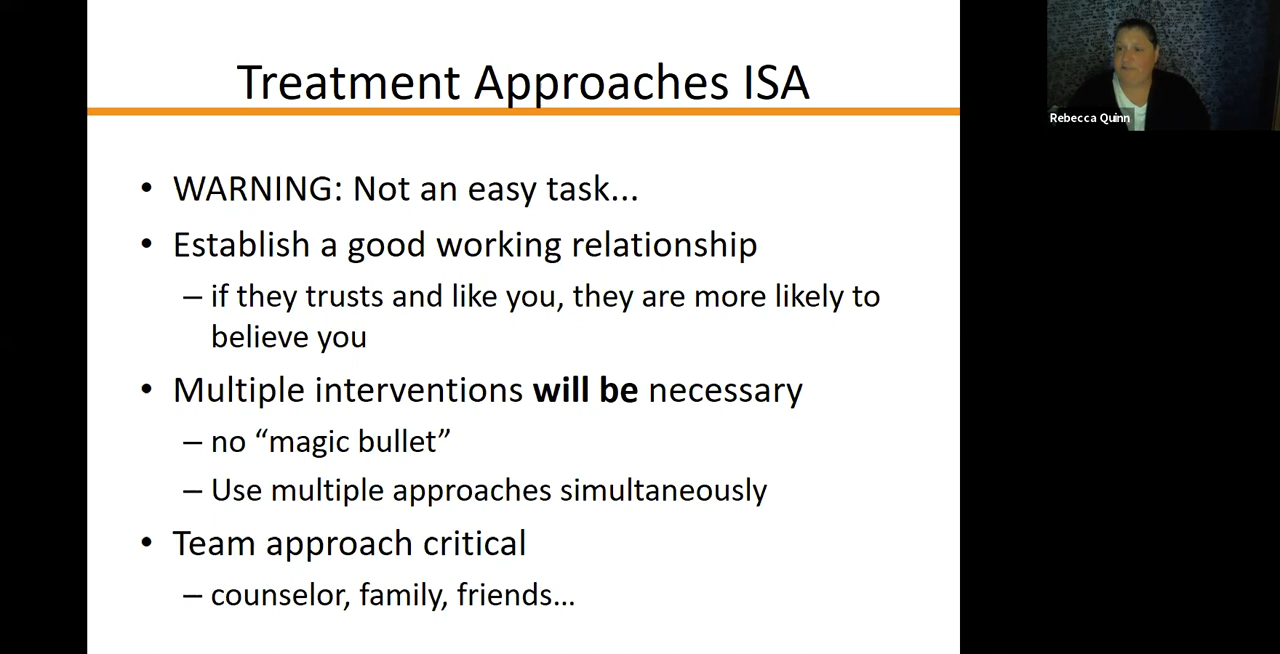 Treatment Approaches ISA
Rebecca Quinn
• WARNING: Not an easy task...
• Establish a good working relationship
– if they trusts and like you, they are more likely to
believe you
• Multiple interventions will be necessary
– no “magic bullet”
– Use multiple approaches simultaneously
• Team approach critical
– counselor, family, friends...